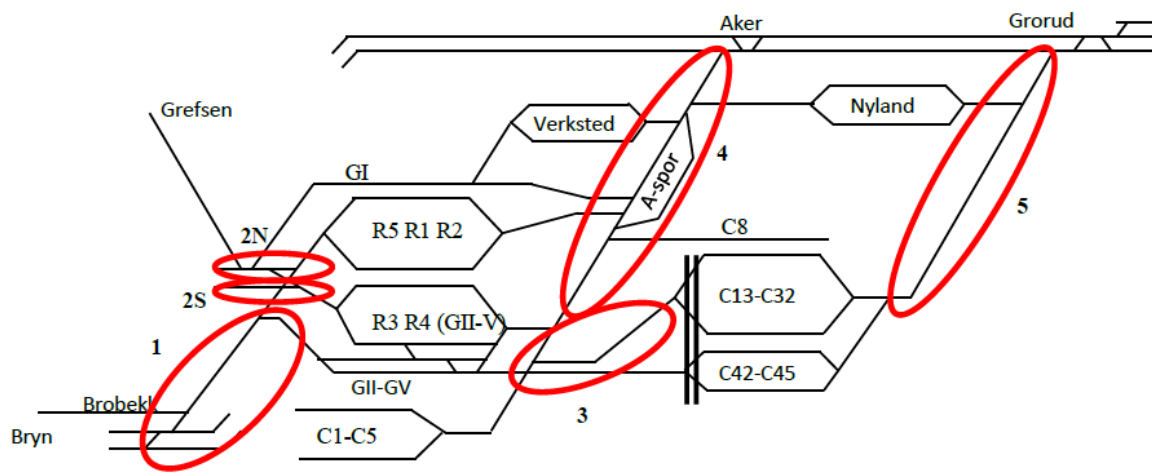 Aker
Grorud
Grefsen
Verksted
Nyland
4
GI
A-spor
5
R5 R1 R2
C8
2N
2S
C13-C32
R3 R4 (GII-V)
1
C42-C45
GII-GV
3
Brobekk
Bryn
C1-C5